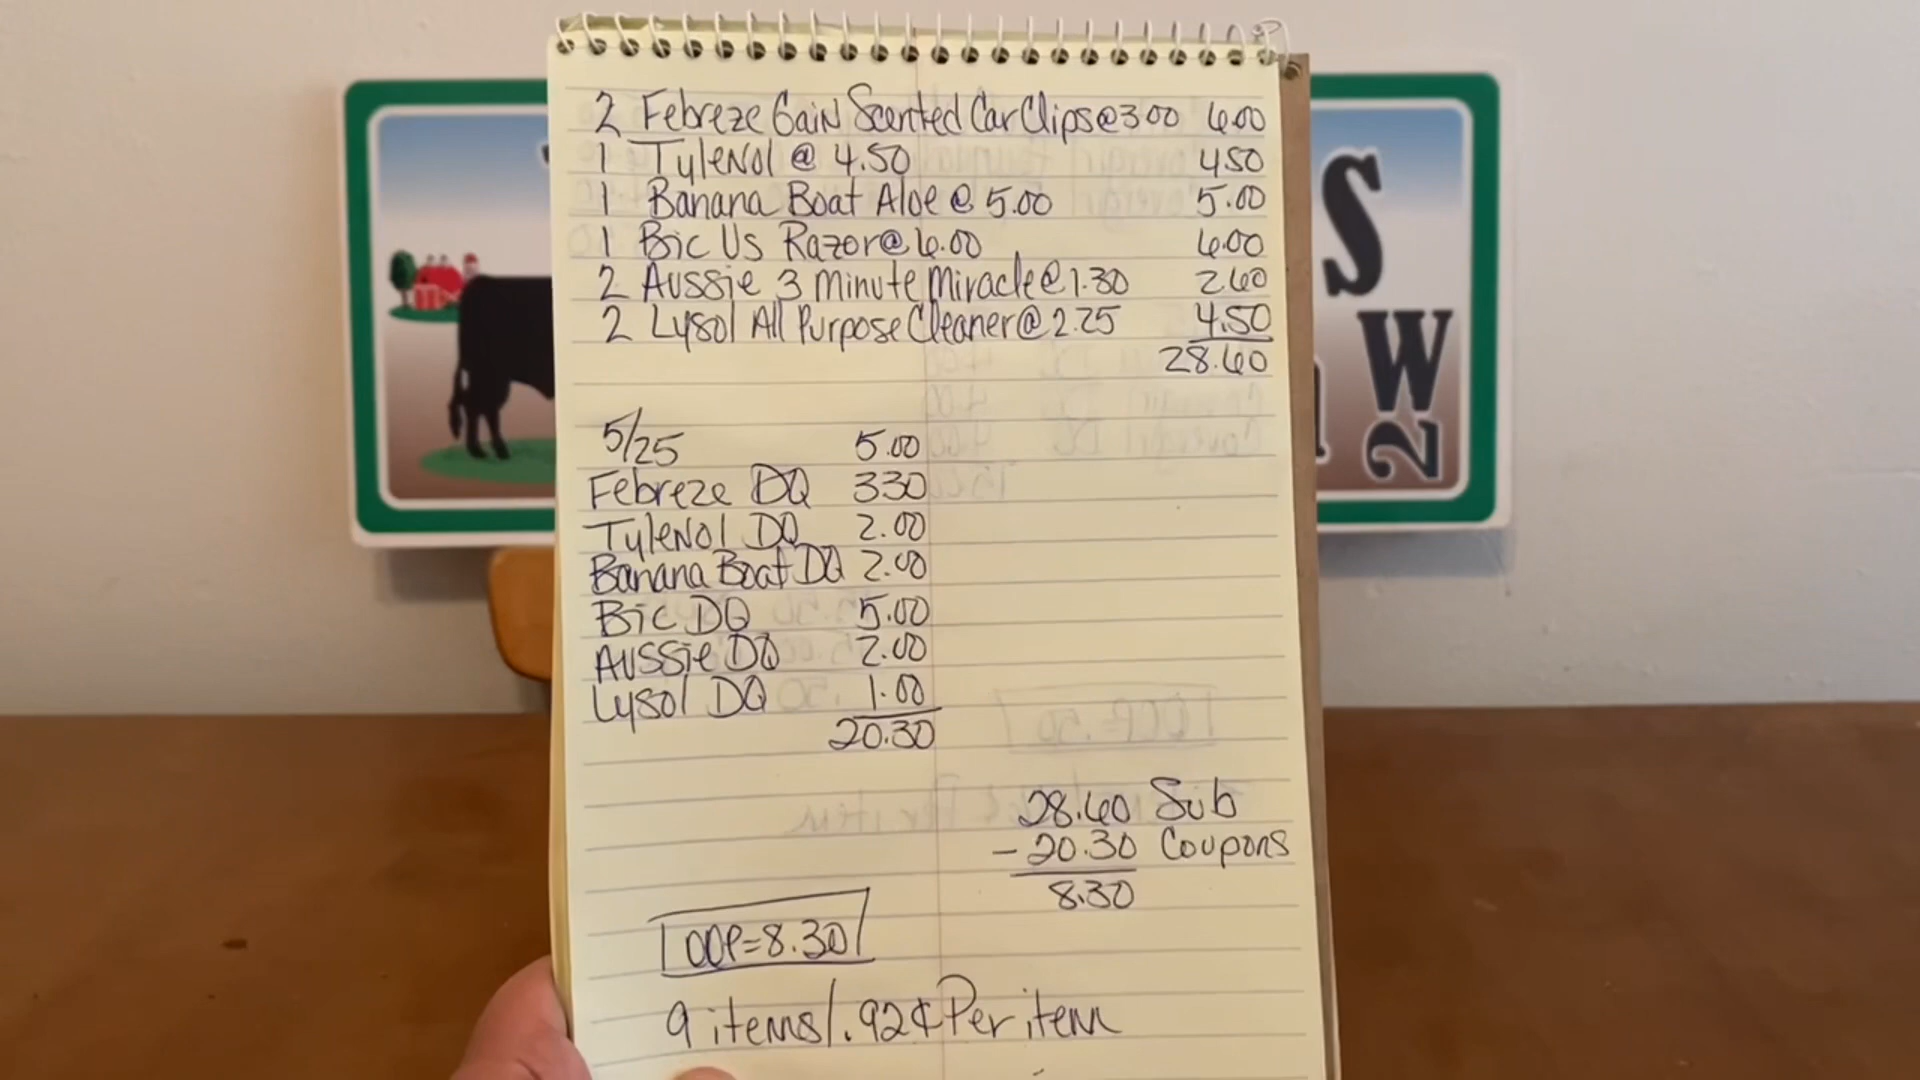 2 Febreze Gain Scented Car Clips @ 3.00 6.00
1 Tylenol @ 4.50 4.50
1 Banana Boat Aloe @ 5.00 5.00
1 Bic Us Razor @ 6.00 6.00
2 Aussie 3 Minute Miracle @ 1.30 2.60
2 Lysol All Purpose Cleaner @ 2.25 4.50
28.60
5/25 5.00
Febreze DQ 3.30
Tylenol DQ 2.00
Banana Boat DQ 2.00
Bic DQ 5.00
Aussie DQ 2.00
Lysol DQ 1.00
20.30
28.60 Sub
- 20.30 Coupons
8.30
OOP=8.30
9 items/.92¢ Per item
S
W
2